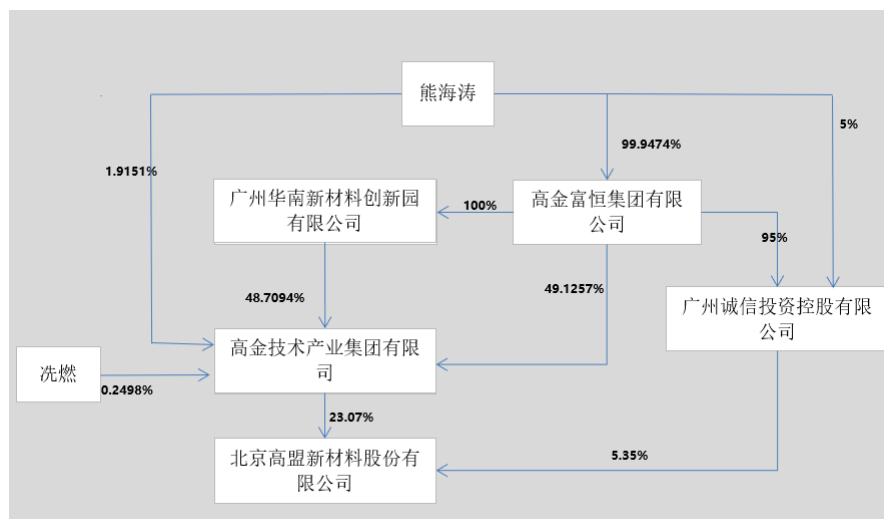 熊海涛
5%
99.9474%
1.9151%
广州华南新材料创新园
有限公司
100%
高金富恒集团有限
公司
95%
48.7094%
49.1257%
广州诚信投资控股有限
公司
高金技术产业集团有限
司
冼燃
0.2498%
23.07%
北京高盟新材料股份有
限公司
5.35%